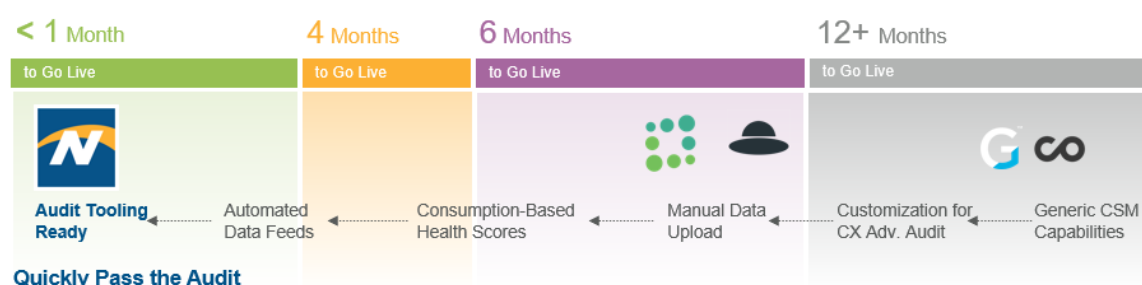 < 1 Month
4 Months
6 Months
12+ Months
to Go Live
to Go Live
to Go Live
to Go Live
N
G
co
Audit Tooling
Ready
Automated
Data Feeds
Consumption-Based
Health Scores
Manual Data
Upload
Customization for
CX Adv. Audit
Generic CSM
Capabilities
Quickly Pass the Audit